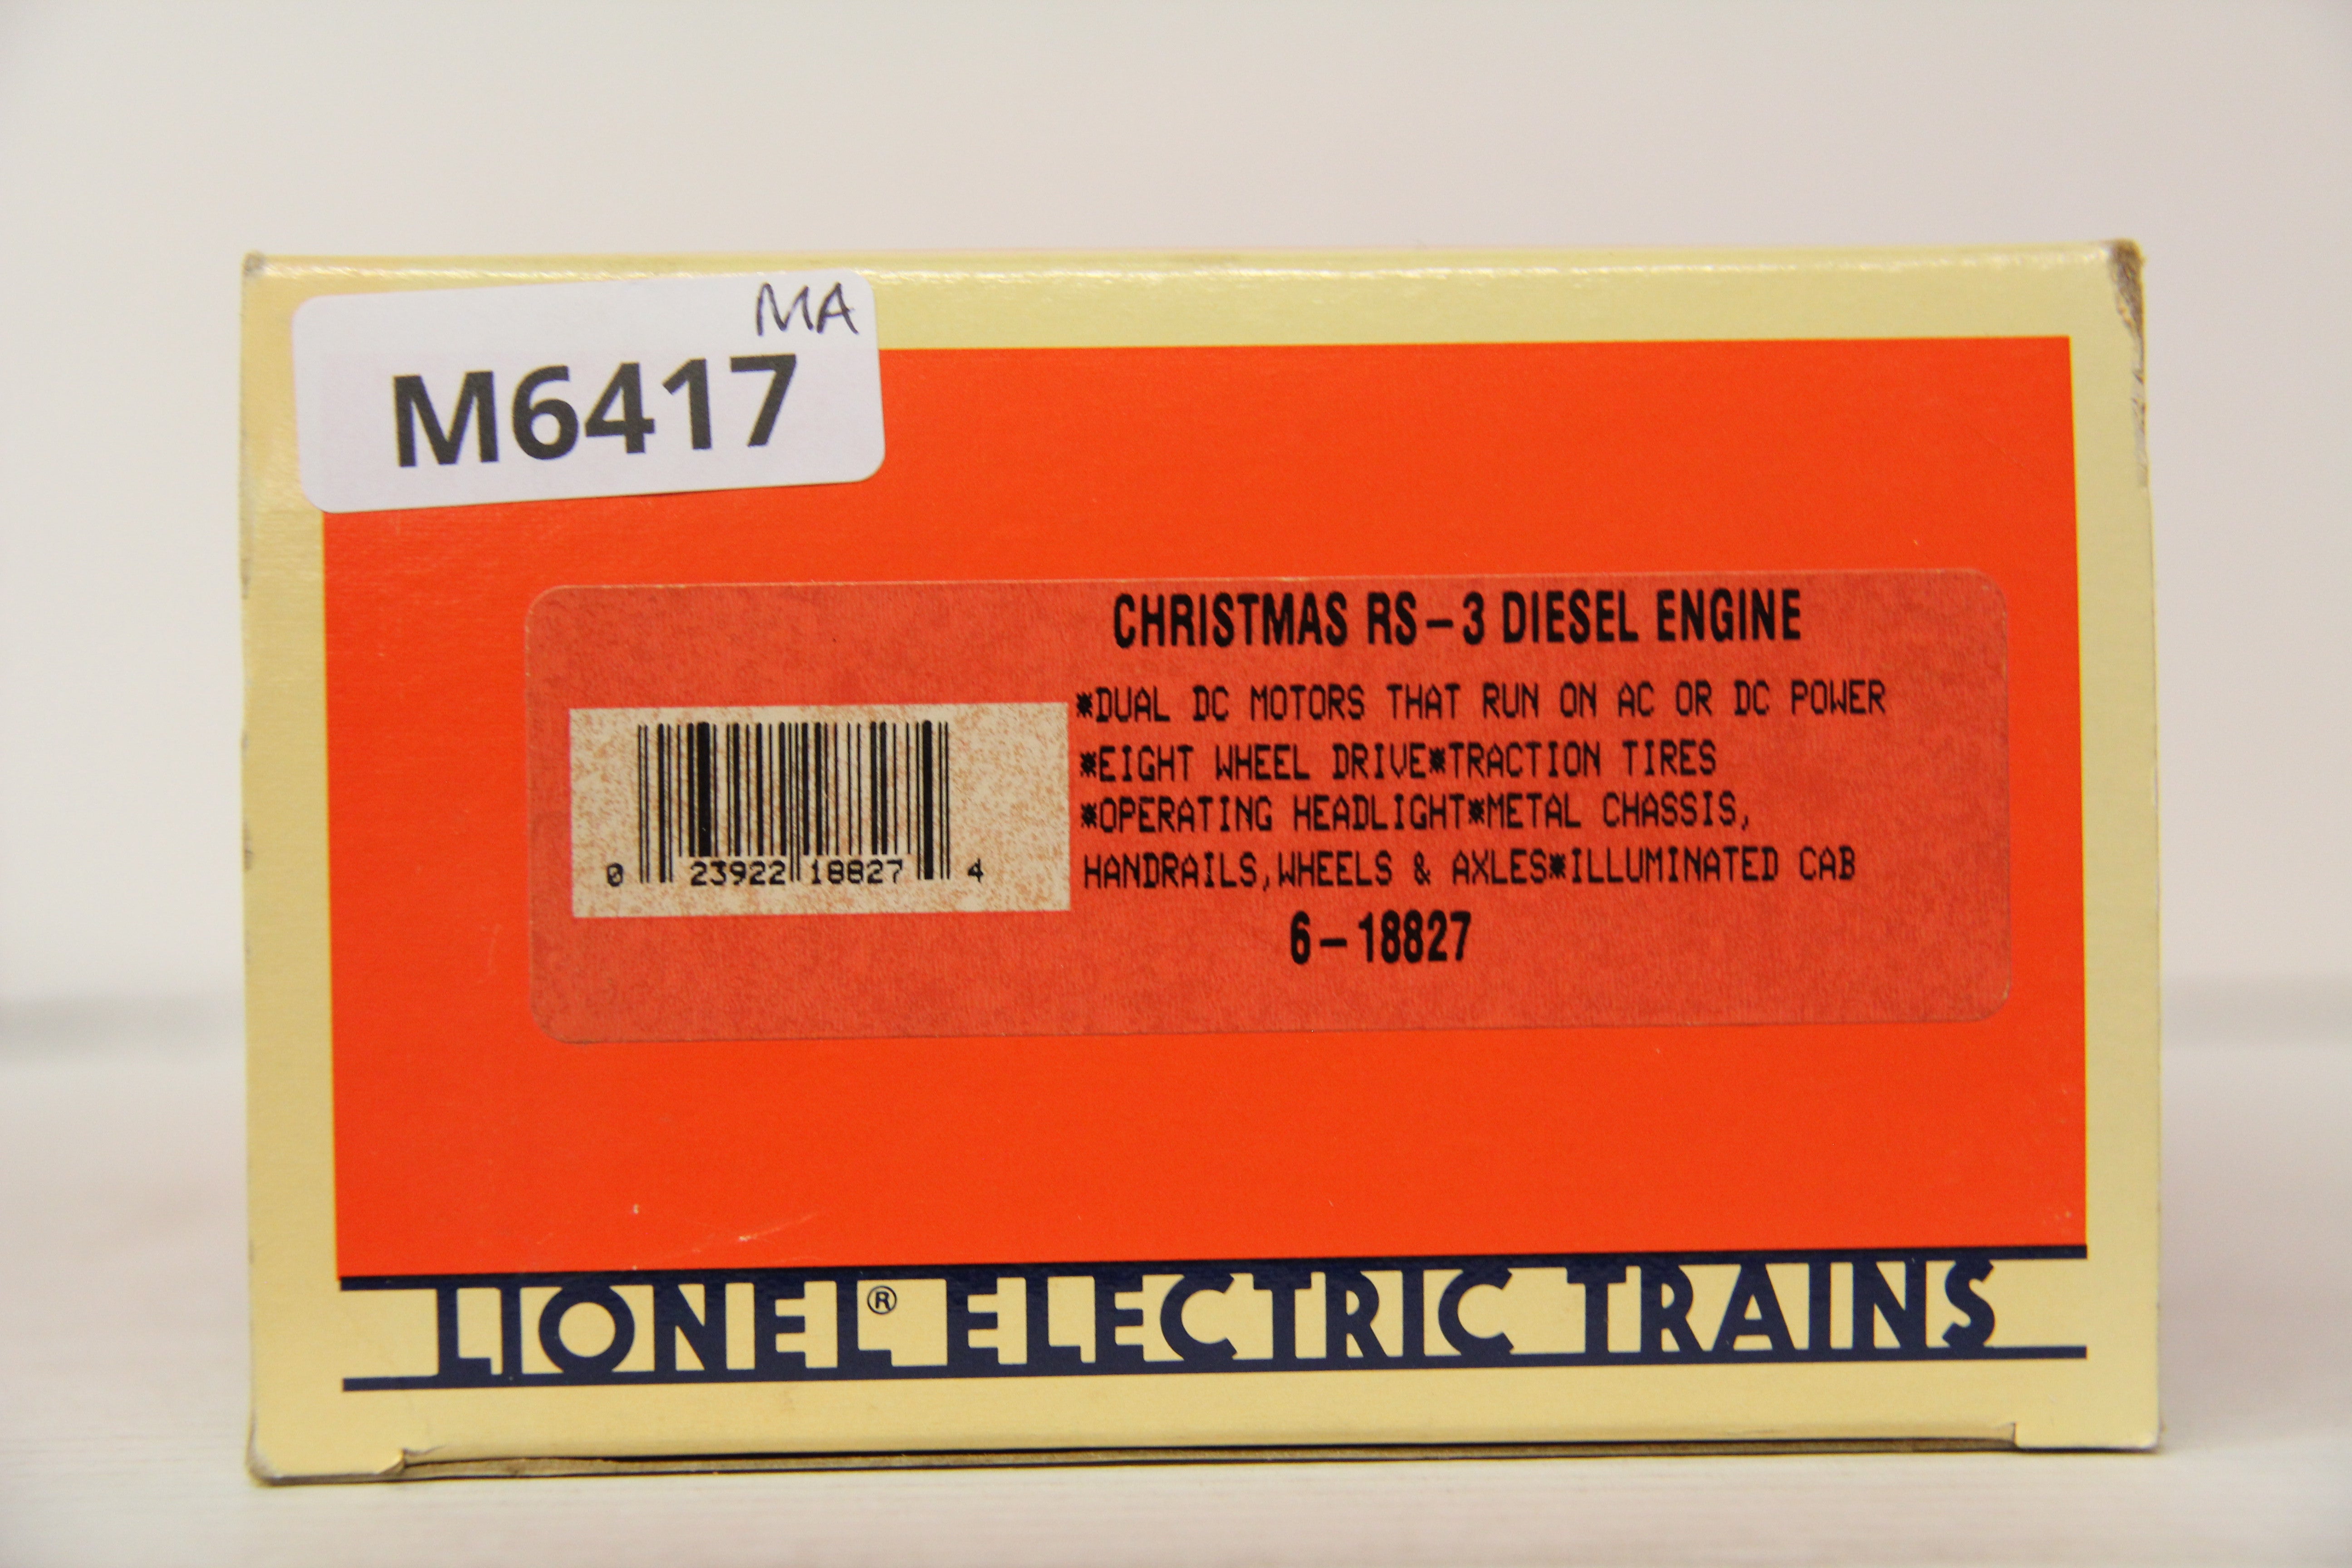 MA
M6417
CHRISTMAS RS-3 DIESEL ENGINE
*DUAL DC MOTORS THAT RUN ON AC OR DC POWER
*EIGHT WHEEL DRIVE*TRACTION TIRES
*OPERATING HEADLIGHT*METAL CHASSIS,
HANDRAILS,WHEELS & AXLES*ILLUMINATED CAB
6-18827
0 23922 18827 4
LIONEL® ELECTRIC TRAINS